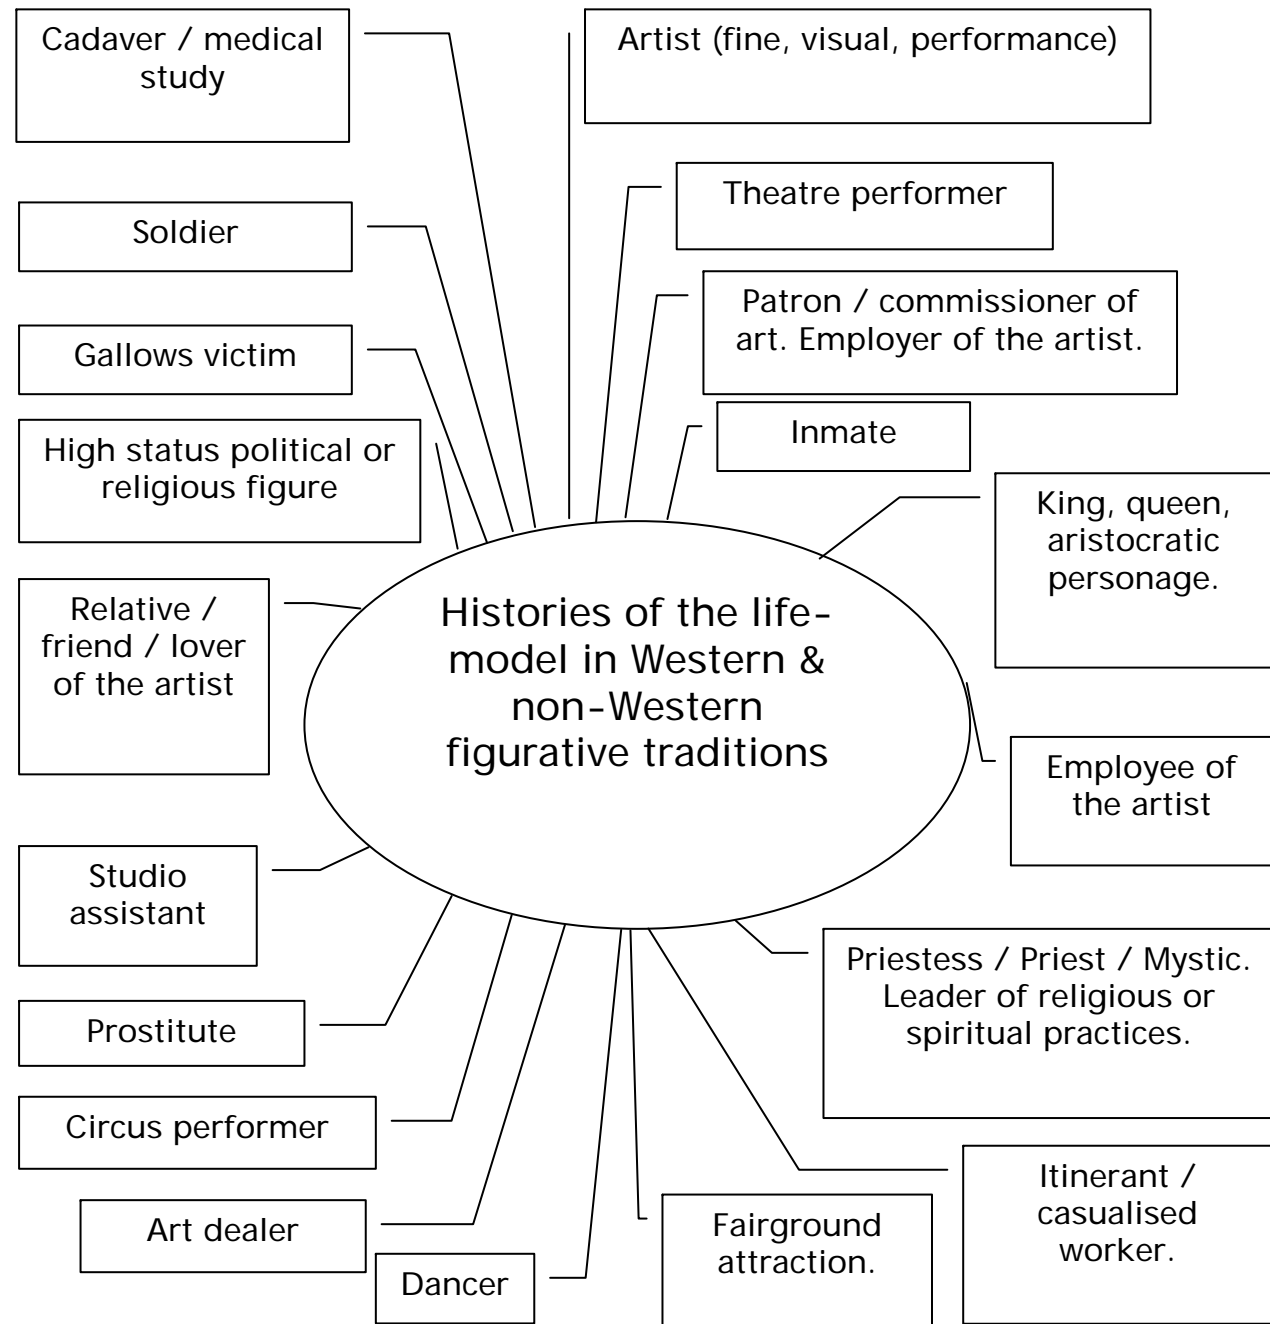 Cadaver / medical
study
Artist (fine, visual, performance)
Theatre performer
Soldier
Patron / commissioner of
art. Employer of the artist.
Gallows victim
Inmate
High status political or
religious figure
King, queen,
aristocratic
personage.
Histories of the life-
model in Western &
non-Western
figurative traditions
Relative /
friend / lover
of the artist
Employee of
the artist
Studio
assistant
Priestess / Priest / Mystic.
Leader of religious or
spiritual practices.
Prostitute
Circus performer
Itinerant /
casualised
worker.
Art dealer
Fairground
attraction.
Dancer